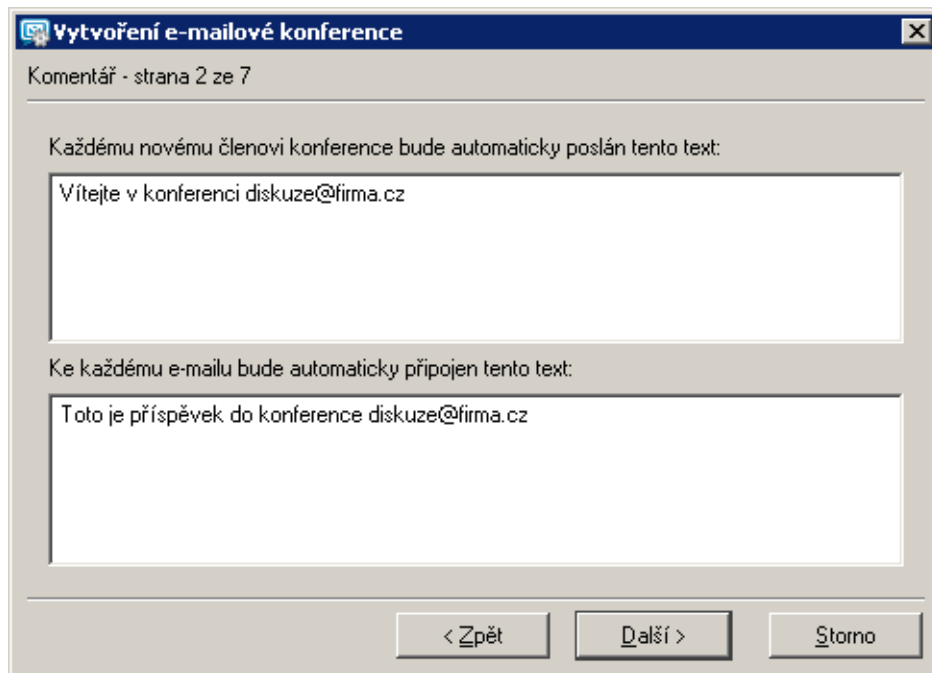 Vytvoření e-mailové konference
Komentář - strana 2 ze 7
Každému novému členovi konference bude automaticky poslán tento text:
Vítejte v konferenci diskuze@firma.cz
Ke každému e-mailu bude automaticky připojen tento text:
Toto je příspěvek do konference diskuze@firma.cz
< Zpět Další > Storno